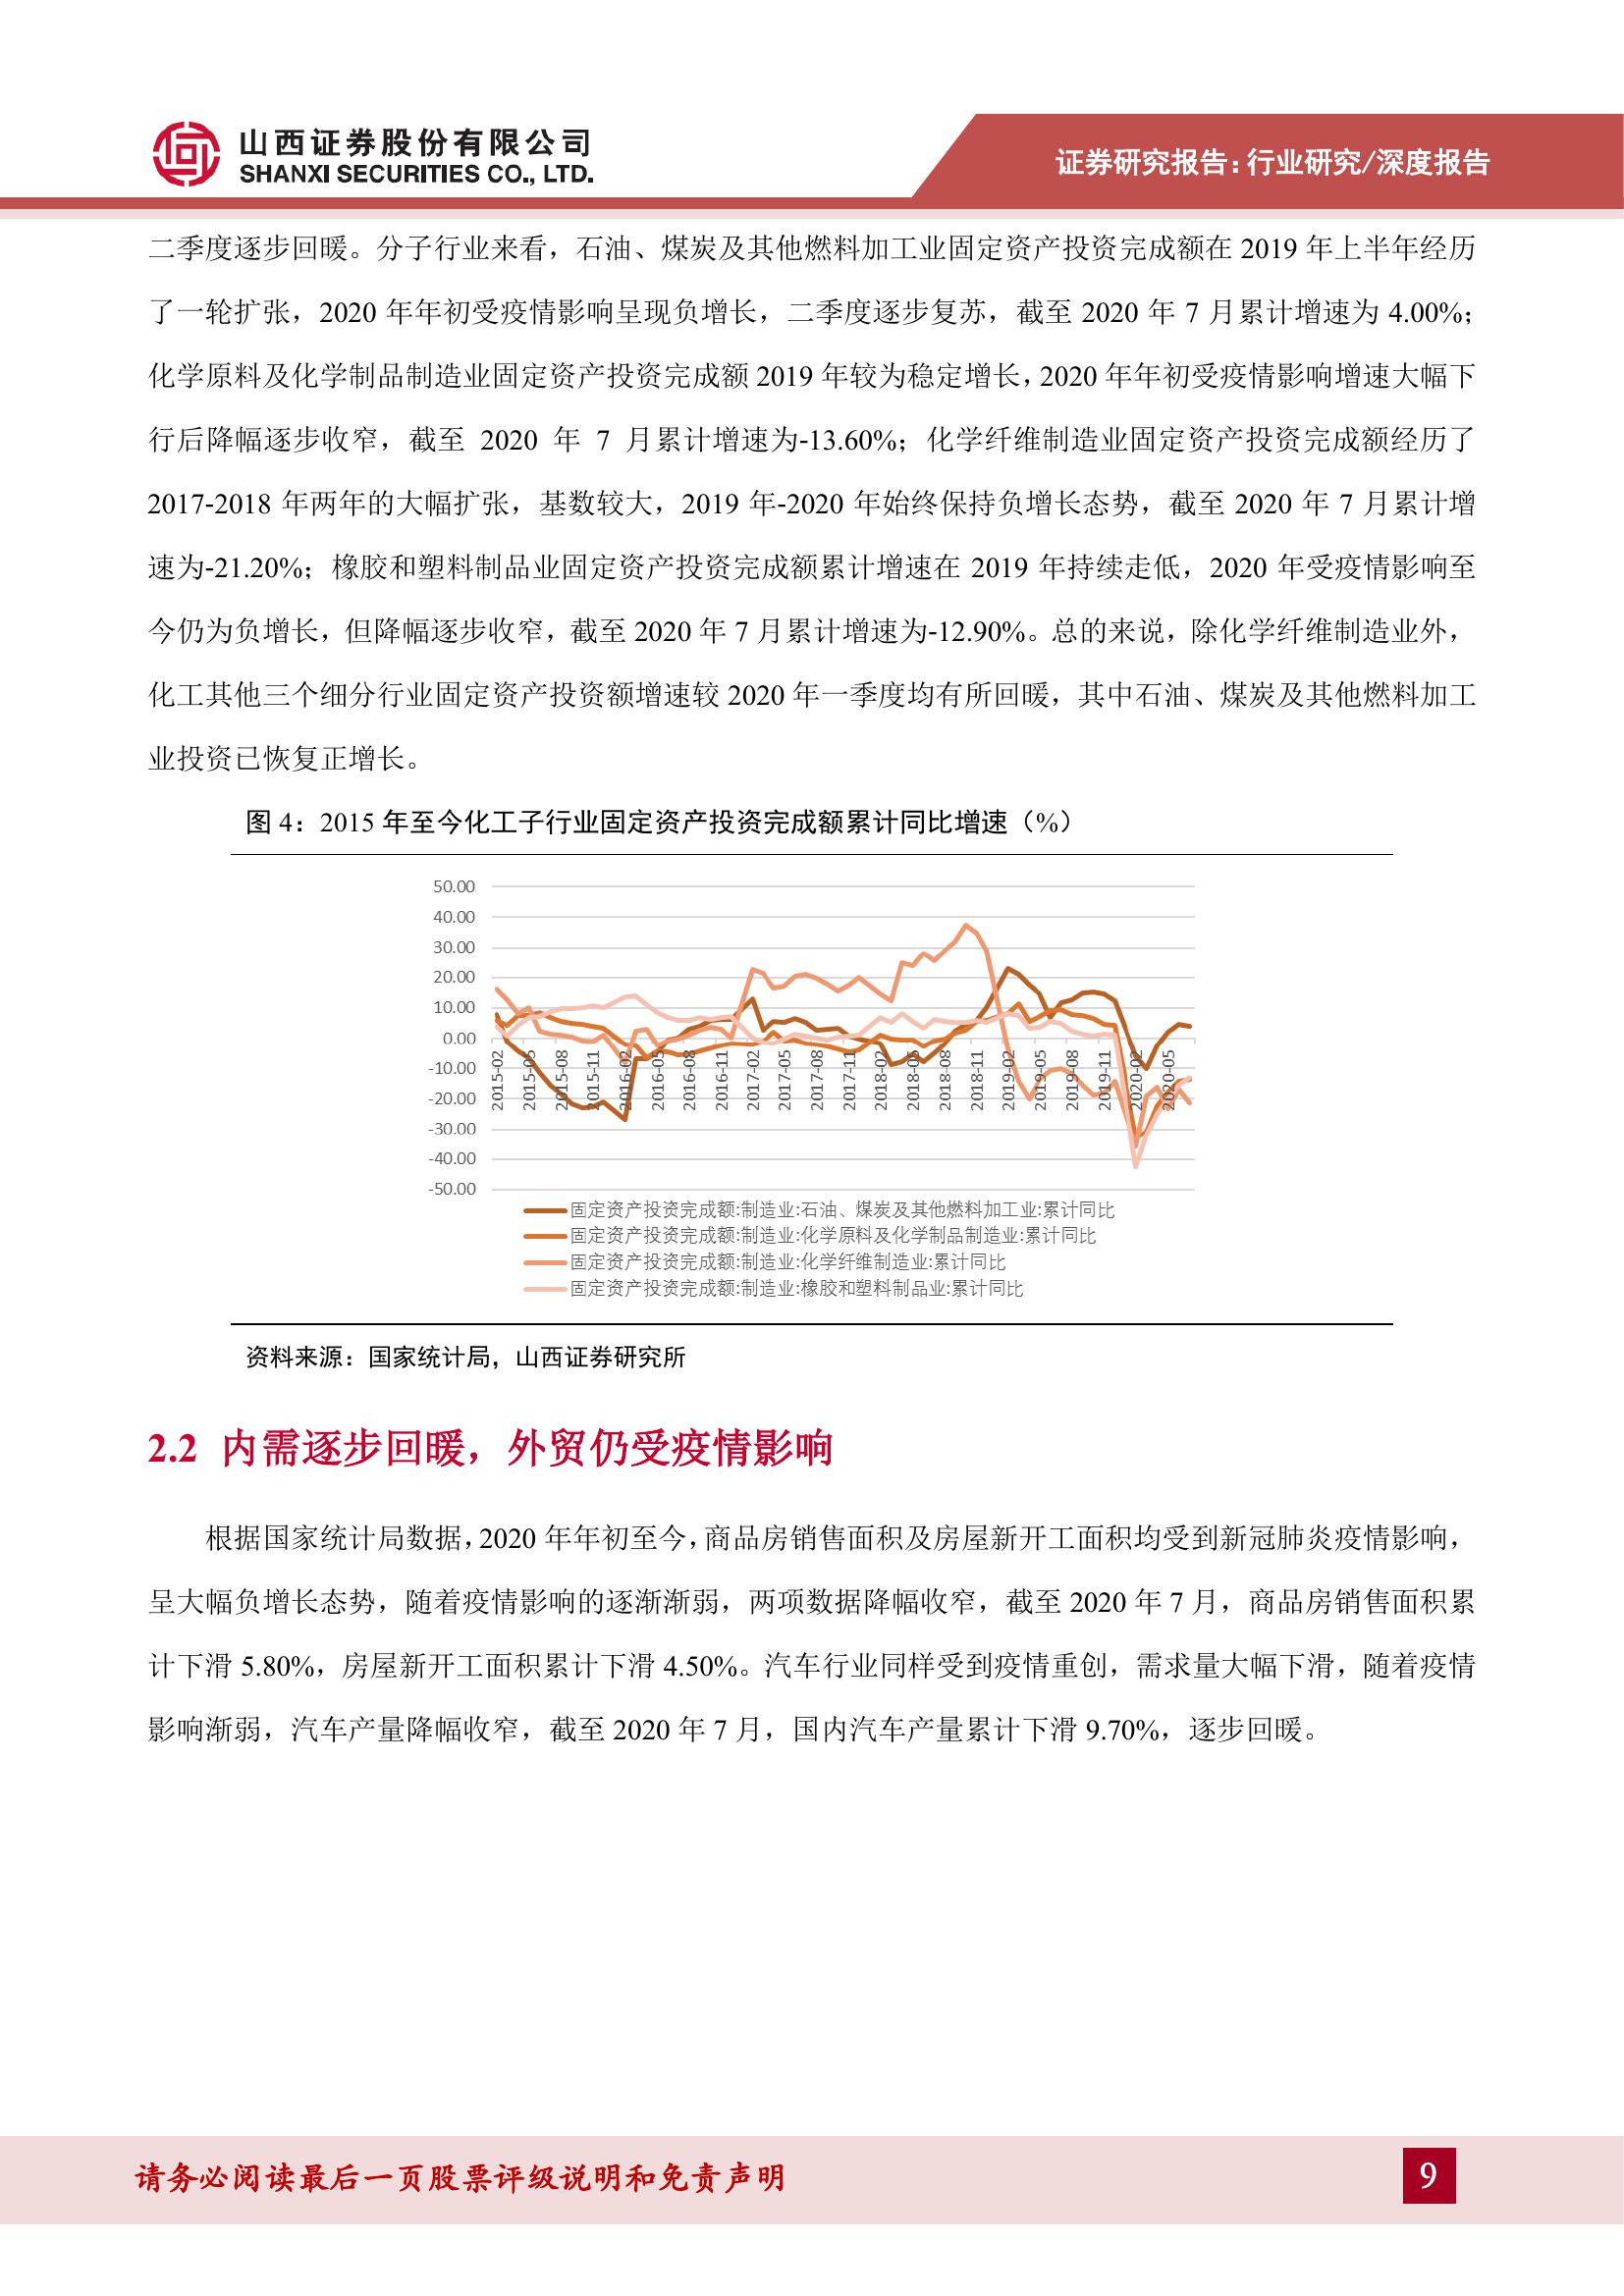 山西证券股份有限公司
SHANXI SECURITIES CO., LTD.
证券研究报告：行业研究/深度报告
二季度逐步回暖。分子行业来看，石油、煤炭及其他燃料加工业固定资产投资完成额在 2019 年上半年经历
了一轮扩张，2020 年年初受疫情影响呈现负增长，二季度逐步复苏，截至 2020 年 7 月累计增速为 4.00%；
化学原料及化学制品制造业固定资产投资完成额 2019 年较为稳定增长，2020 年年初受疫情影响增速大幅下
行后降幅逐步收窄，截至 2020 年 7 月累计增速为-13.60%；化学纤维制造业固定资产投资完成额经历了
2017-2018 年两年的大幅扩张，基数较大，2019 年-2020 年始终保持负增长态势，截至 2020 年 7 月累计增
速为-21.20%；橡胶和塑料制品业固定资产投资完成额累计增速在 2019 年持续走低，2020 年受疫情影响至
今仍为负增长，但降幅逐步收窄，截至 2020 年 7 月累计增速为-12.90%。总的来说，除化学纤维制造业外，
化工其他三个细分行业固定资产投资额增速较 2020 年一季度均有所回暖，其中石油、煤炭及其他燃料加工
业投资已恢复正增长。
图 4：2015 年至今化工子行业固定资产投资完成额累计同比增速（%）
50.00
40.00
30.00
20.00
10.00
0.00
-10.00
-20.00
-30.00
-40.00
-50.00
2015-02
2015-05
2015-08
2015-11
2016-02
2016-05
2016-08
2016-11
2017-02
2017-05
2017-08
2017-11
2018-02
2018-05
2018-08
2018-11
2019-02
2019-05
2019-08
2019-11
2020-02
2020-05
固定资产投资完成额:制造业:石油、煤炭及其他燃料加工业:累计同比
固定资产投资完成额:制造业:化学原料及化学制品制造业:累计同比
固定资产投资完成额:制造业:化学纤维制造业:累计同比
固定资产投资完成额:制造业:橡胶和塑料制品业:累计同比
资料来源：国家统计局，山西证券研究所
2.2 内需逐步回暖，外贸仍受疫情影响
根据国家统计局数据，2020 年年初至今，商品房销售面积及房屋新开工面积均受到新冠肺炎疫情影响，
呈大幅负增长态势，随着疫情影响的逐渐渐弱，两项数据降幅收窄，截至 2020 年 7 月，商品房销售面积累
计下滑 5.80%，房屋新开工面积累计下滑 4.50%。汽车行业同样受到疫情重创，需求量大幅下滑，随着疫情
影响渐弱，汽车产量降幅收窄，截至 2020 年 7 月，国内汽车产量累计下滑 9.70%，逐步回暖。
请务必阅读最后一页股票评级说明和免责声明
9